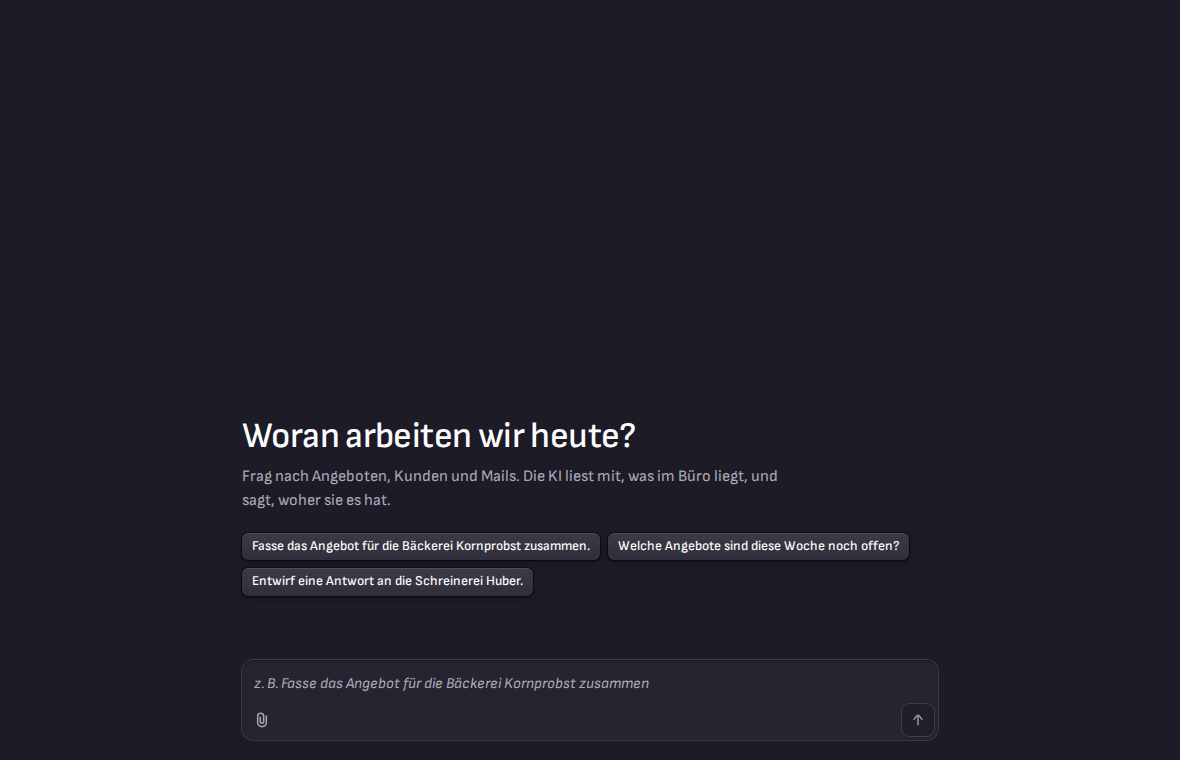 Woran arbeiten wir heute?
Frag nach Angeboten, Kunden und Mails. Die KI liest mit, was im Büro liegt, und
sagt, woher sie es hat.
Fasse das Angebot für die Bäckerei Kornprobst zusammen.
Welche Angebote sind diese Woche noch offen?
Entwirf eine Antwort an die Schreinerei Huber.
z. B. Fasse das Angebot für die Bäckerei Kornprobst zusammen